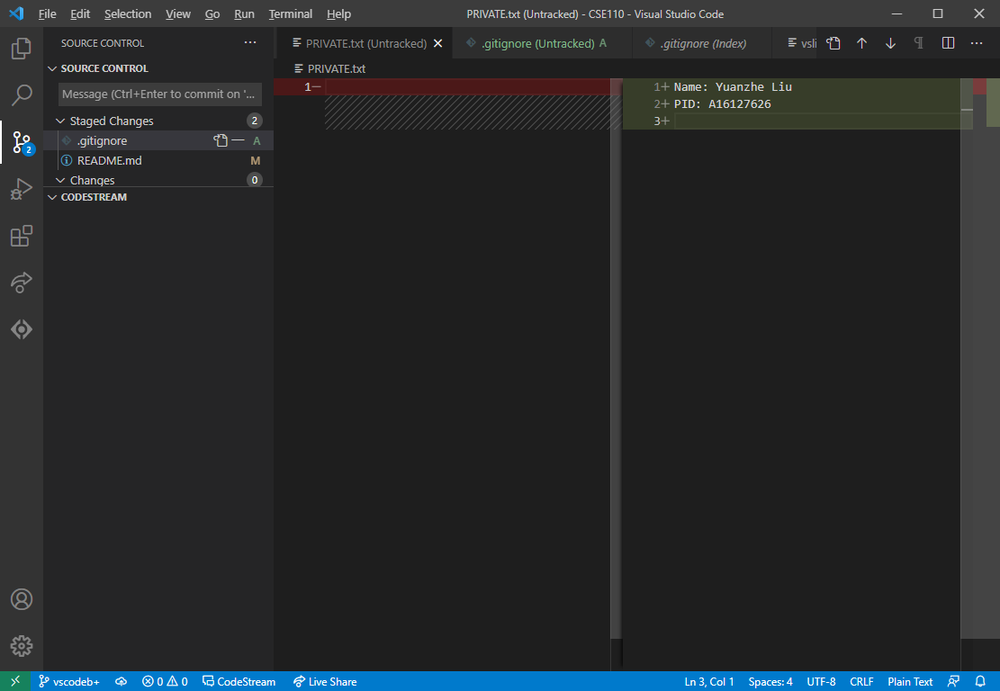 File Edit Selection View Go Run Terminal Help PRIVATE.txt (Untracked) - CSE110 - Visual Studio Code
SOURCE CONTROL ···
PRIVATE.txt (Untracked) .gitignore (Untracked) A .gitignore (Index) vsli
SOURCE CONTROL
PRIVATE.txt
Message (Ctrl+Enter to commit on '...
1−
1+ Name: Yuanzhe Liu
2+ PID: A16127626
3+
Staged Changes 2
.gitignore A
2
README.md M
Changes 0
CODESTREAM
vscodeb+ 0 0 CodeStream Live Share Ln 3, Col 1 Spaces: 4 UTF-8 CRLF Plain Text